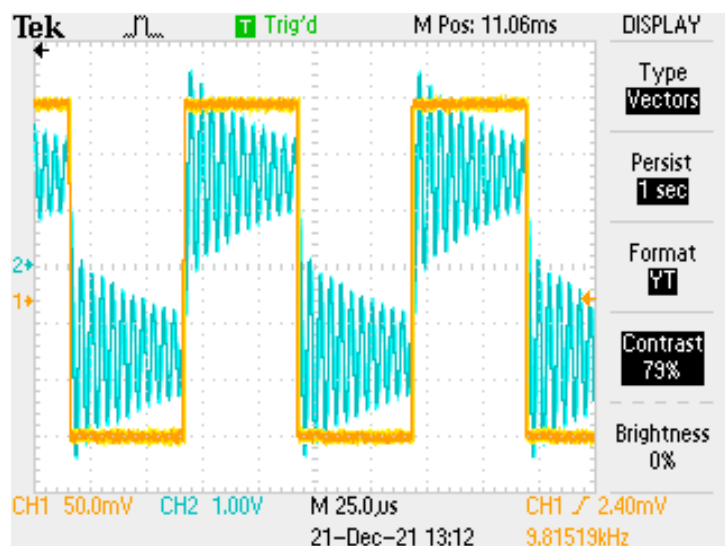 Tek T Trig'd M Pos: 11.06ms DISPLAY
Type
Vectors
Persist
1 sec
Format
YT
Contrast
79%
Brightness
0%
2
1
CH1 50.0mV CH2 1.00V M 25.0µs CH1 2.40mV
21-Dec-21 13:12 9.81519kHz